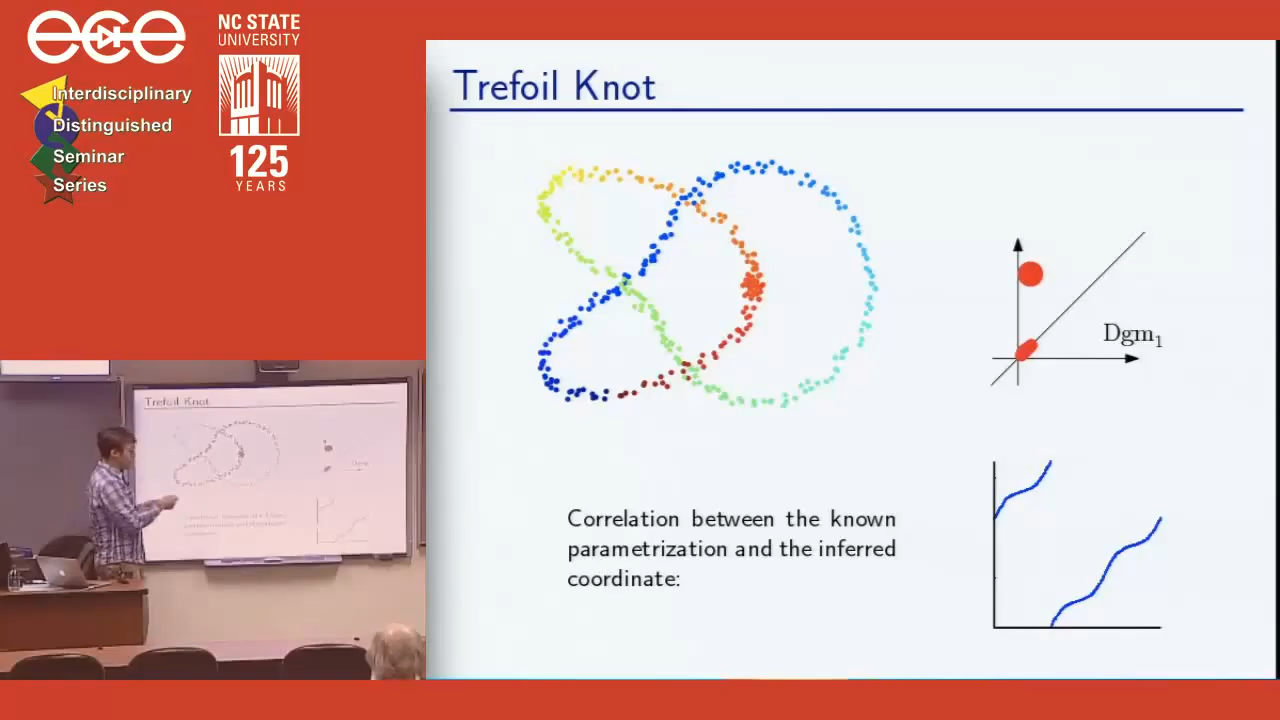 ece
NC STATE
UNIVERSITY
Interdisciplinary
Distinguished
Seminar
Series
125
YEARS
Trefoil Knot
Dgm1
Correlation between the known
parametrization and the inferred
coordinate:
Trefoil Knot